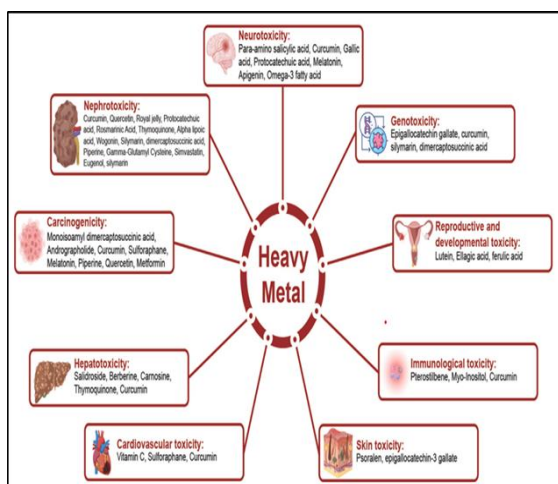 Neurotoxicity:
Para-amino salicylic acid, Curcumin, Gallic
acid, Protocatechuic acid, Melatonin,
Apigenin, Omega-3 fatty acid
Nephrotoxicity:
Curcumin, Quercetin, Royal jelly, Protocatechuic
acid, Rosmarinic Acid, Thymoquinone, Alpha lipoic
acid, Wogonin, Silymarin, dimercaptosuccinic acid,
Piperine, Gamma-Glutamyl Cysteine, Simvastatin,
Eugenol, silymarin
Genotoxicity:
Epigallocatechin gallate, curcumin,
silymarin, dimercaptosuccinic acid
Carcinogenicity:
Monoisoamyl dimercaptosuccinic acid,
Andrographolide, Curcumin, Sulforaphane,
Melatonin, Piperine, Quercetin, Metformin
Heavy
Metal
Reproductive and
developmental toxicity:
Lutein, Ellagic acid, ferulic acid
Hepatotoxicity:
Salidroside, Berberine, Carnosine,
Thymoquinone, Curcumin
Immunological toxicity:
Pterostilbene, Myo-Inositol, Curcumin
Cardiovascular toxicity:
Vitamin C, Sulforaphane, Curcumin
Skin toxicity:
Psoralen, epigallocatechin-3 gallate